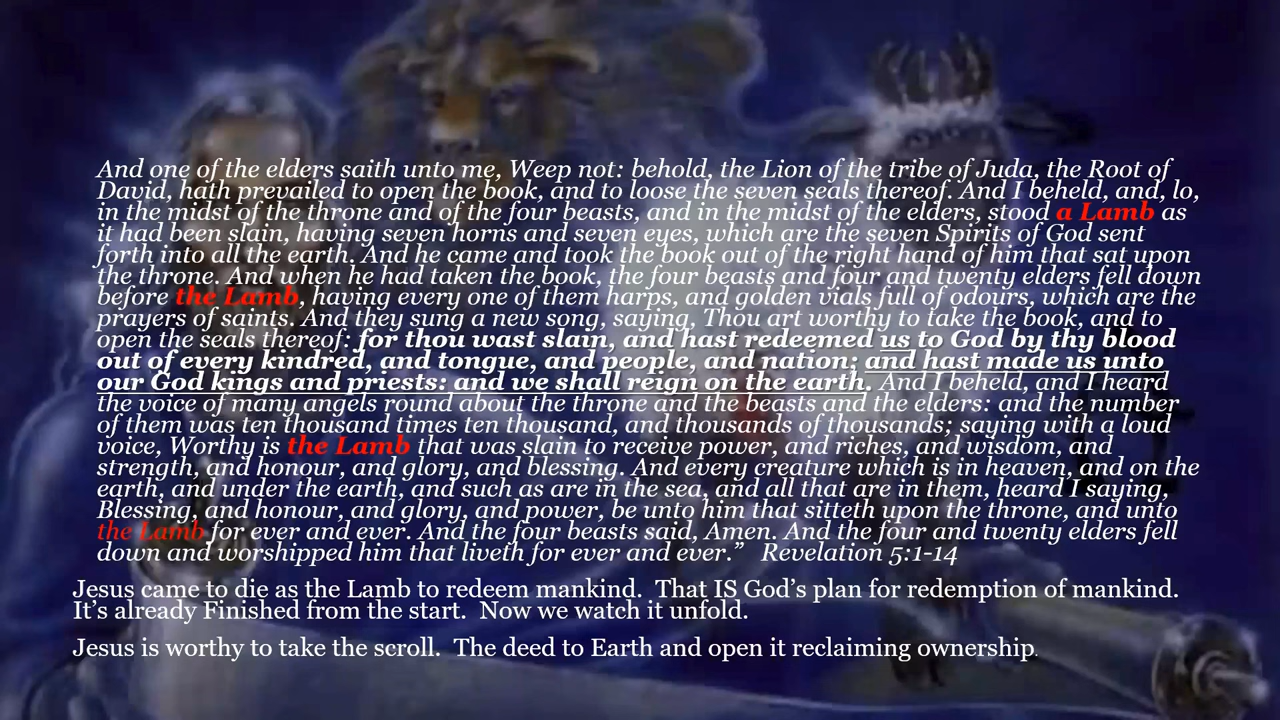 And one of the elders saith unto me, Weep not: behold, the Lion of the tribe of Juda, the Root of
David, hath prevailed to open the book, and to loose the seven seals thereof. And I beheld, and, lo,
in the midst of the throne and of the four beasts, and in the midst of the elders, stood a Lamb as
it had been slain, having seven horns and seven eyes, which are the seven Spirits of God sent
forth into all the earth. And he came and took the book out of the right hand of him that sat upon
the throne. And when he had taken the book, the four beasts and four and twenty elders fell down
before the Lamb, having every one of them harps, and golden vials full of odours, which are the
prayers of saints. And they sung a new song, saying, Thou art worthy to take the book, and to
open the seals thereof: for thou wast slain, and hast redeemed us to God by thy blood
out of every kindred, and tongue, and people, and nation; and hast made us unto
our God kings and priests: and we shall reign on the earth. And I beheld, and I heard
the voice of many angels round about the throne and the beasts and the elders: and the number
of them was ten thousand times ten thousand, and thousands of thousands; saying with a loud
voice, Worthy is the Lamb that was slain to receive power, and riches, and wisdom, and
strength, and honour, and glory, and blessing. And every creature which is in heaven, and on the
earth, and under the earth, and such as are in the sea, and all that are in them, heard I saying,
Blessing, and honour, and glory, and power, be unto him that sitteth upon the throne, and unto
the Lamb for ever and ever. And the four beasts said, Amen. And the four and twenty elders fell
down and worshipped him that liveth for ever and ever.” Revelation 5:1-14
Jesus came to die as the Lamb to redeem mankind. That IS God’s plan for redemption of mankind.
It’s already Finished from the start. Now we watch it unfold.
Jesus is worthy to take the scroll. The deed to Earth and open it reclaiming ownership.